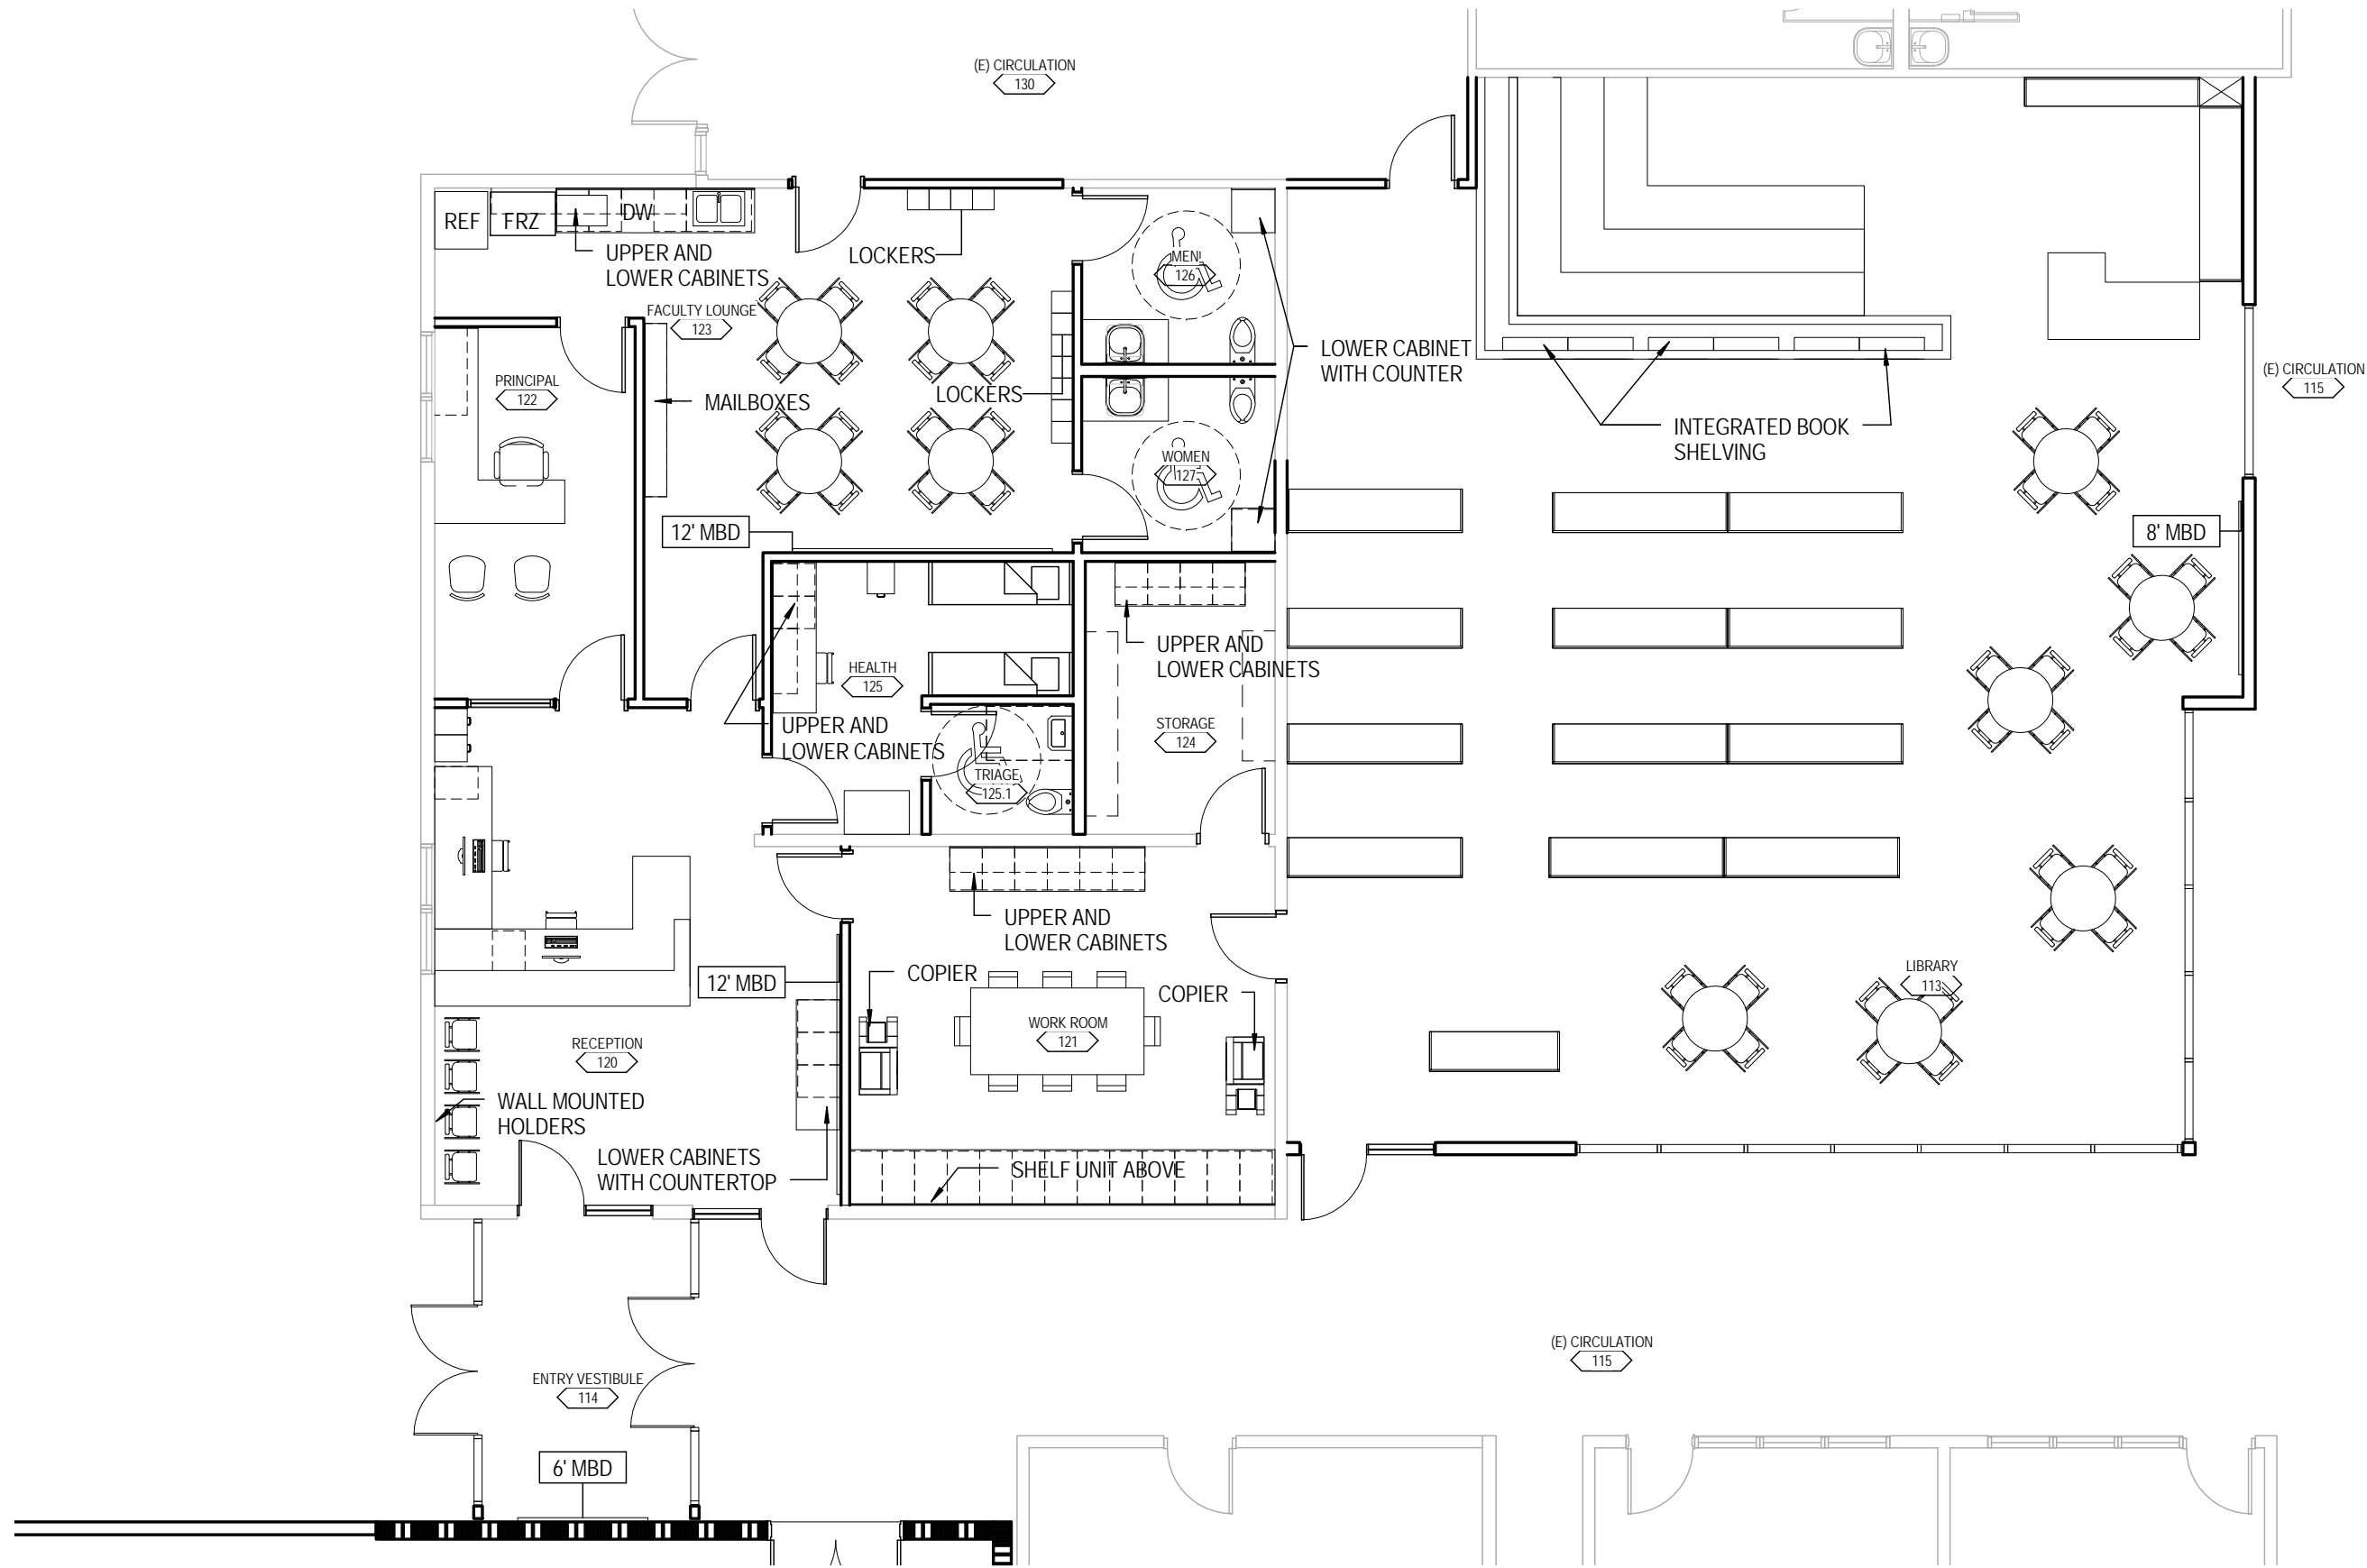 (E) CIRCULATION
130
REF
FRZ
DW
UPPER AND
LOWER CABINETS
LOCKERS
MEN
126
FACULTY LOUNGE
123
LOWER CABINET
WITH COUNTER
(E) CIRCULATION
115
PRINCIPAL
122
MAILBOXES
LOCKERS
INTEGRATED BOOK
SHELVING
WOMEN
127
12' MBD
8' MBD
HEALTH
125
UPPER AND
LOWER CABINETS
UPPER AND
LOWER CABINETS
STORAGE
124
TRIAGE
125.1
UPPER AND
LOWER CABINETS
12' MBD
COPIER
COPIER
LIBRARY
113
WORK ROOM
121
RECEPTION
120
WALL MOUNTED
HOLDERS
LOWER CABINETS
WITH COUNTERTOP
SHELF UNIT ABOVE
(E) CIRCULATION
115
ENTRY VESTIBULE
114
6' MBD